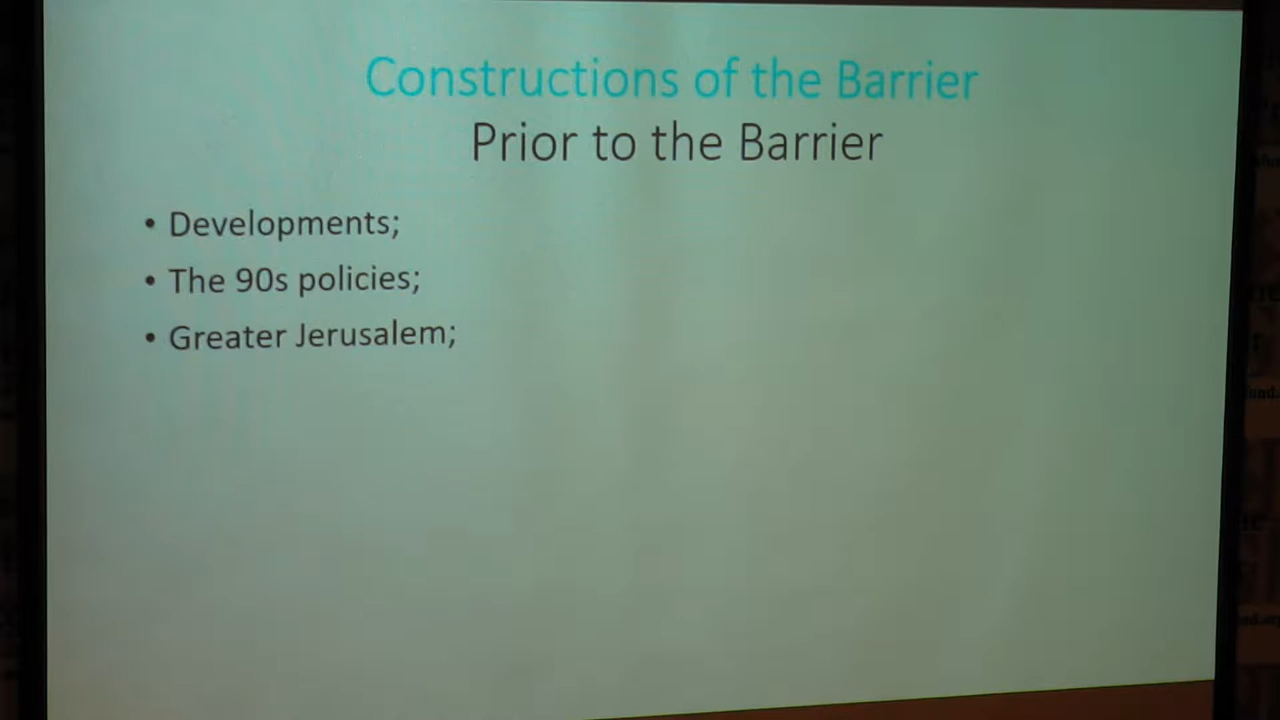 Constructions of the Barrier
Prior to the Barrier
• Developments;
• The 90s policies;
• Greater Jerusalem;